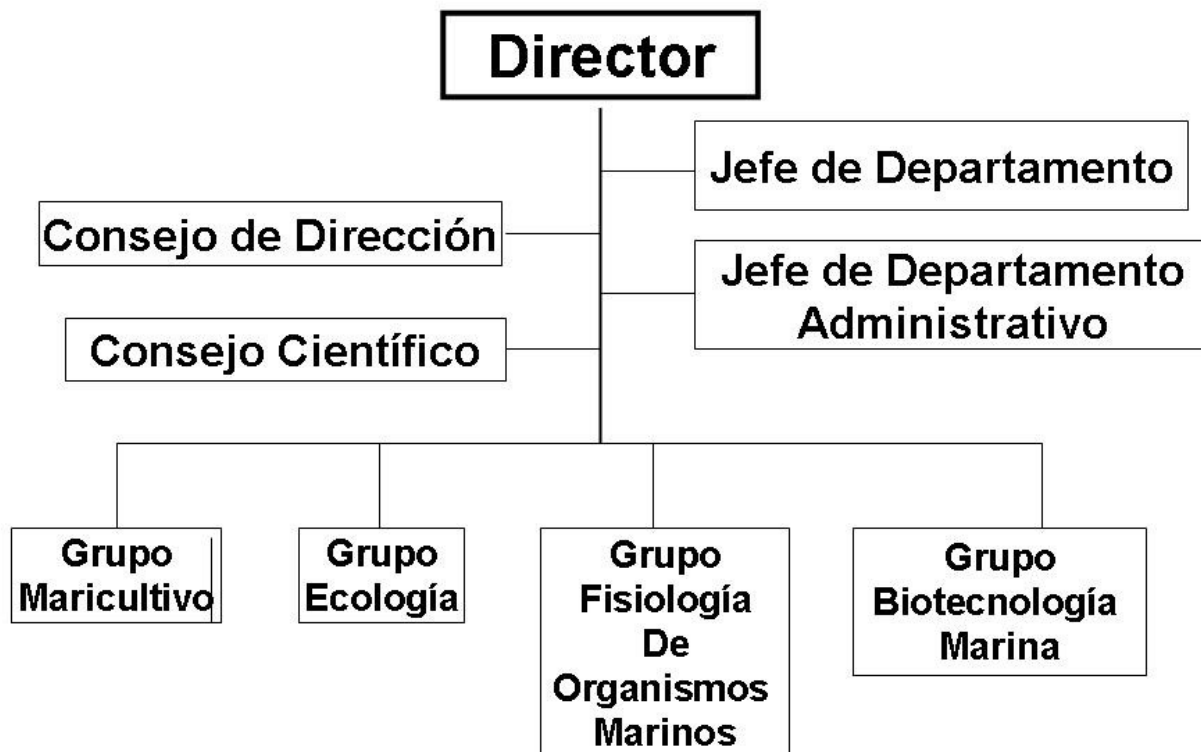 Director
Jefe de Departamento
Consejo de Dirección
Jefe de Departamento
Administrativo
Consejo Científico
Grupo
Maricultivo
Grupo
Ecología
Grupo
Fisiología
De
Organismos
Marinos
Grupo
Biotecnología
Marina